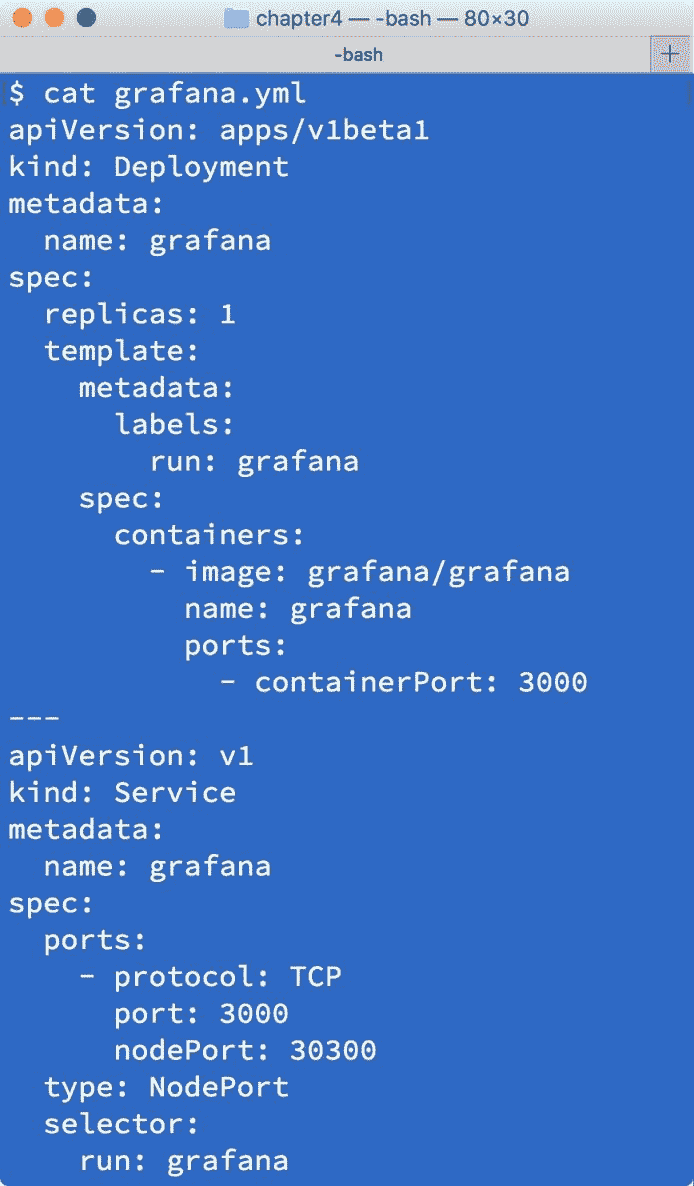 chapter4 — -bash — 80×30
-bash
+
$ cat grafana.yml
apiVersion: apps/v1beta1
kind: Deployment
metadata:
  name: grafana
spec:
  replicas: 1
  template:
    metadata:
      labels:
        run: grafana
    spec:
      containers:
        - image: grafana/grafana
          name: grafana
          ports:
            - containerPort: 3000
---
apiVersion: v1
kind: Service
metadata:
  name: grafana
spec:
  ports:
    - protocol: TCP
      port: 3000
      nodePort: 30300
  type: NodePort
  selector:
    run: grafana